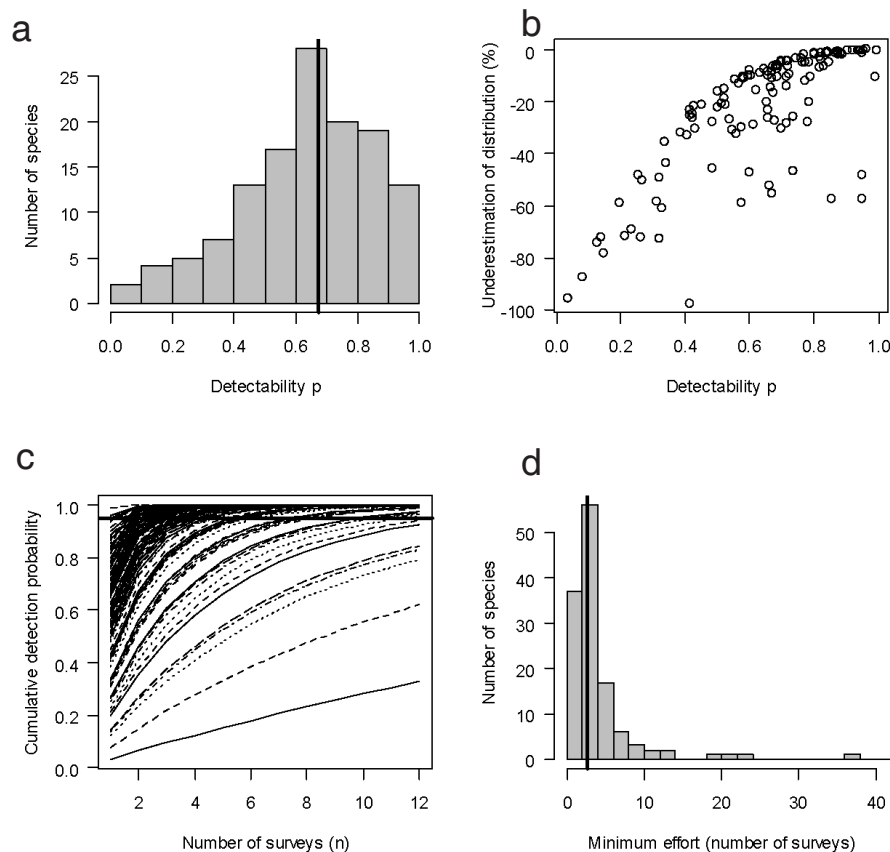 a
Number of species
25
20
15
10
5
0
0.0 0.2 0.4 0.6 0.8 1.0
Detectability p
b
Underestimation of distribution (%)
0
-20
-40
-60
-80
-100
0.0 0.2 0.4 0.6 0.8 1.0
Detectability p
c
Cumulative detection probability
1.0
0.8
0.6
0.4
0.2
0.0
2 4 6 8 10 12
Number of surveys (n)
d
Number of species
50
40
30
20
10
0
0 10 20 30 40
Minimum effort (number of surveys)